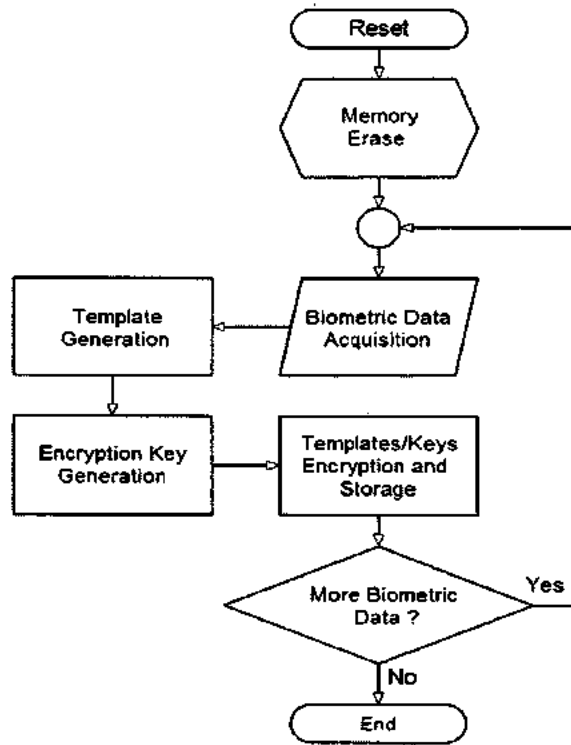 Reset
Memory
Erase
Biometric Data
Acquisition
Template
Generation
Encryption Key
Generation
Templates/Keys
Encryption and
Storage
More Biometric
Data ?
Yes
No
End